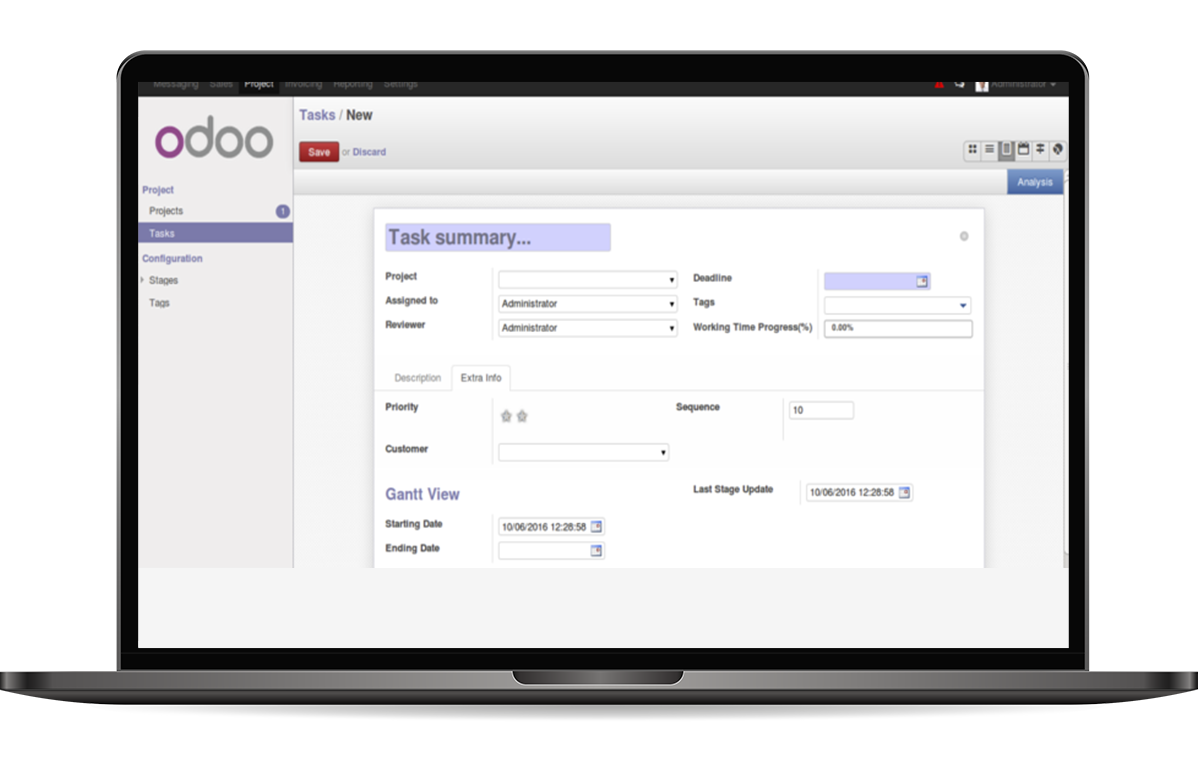 Messaging Sales Project Invoicing Reporting Settings Administrator
odoo
Tasks / New
Save or Discard
Analysis
Project
Projects 1
Tasks
Configuration
Stages
Tags
Task summary...
Project
Deadline
Assigned to Administrator
Tags
Reviewer Administrator
Working Time Progress(%) 0.00%
Description Extra Info
Priority
Sequence 10
Customer
Gantt View
Last Stage Update 10/06/2016 12:28:58
Starting Date 10/06/2016 12:28:58
Ending Date